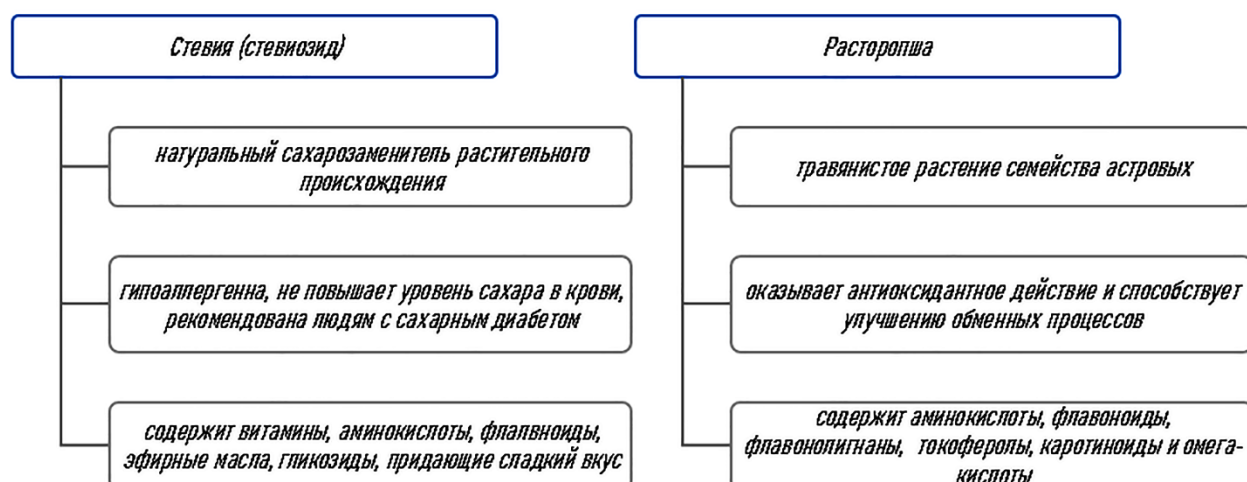 Стевия (стевиозид)
натуральный сахарозаменитель растительного
происхождения
гипоаллергенна, не повышает уровень сахара в крови,
рекомендована людям с сахарным диабетом
содержит витамины, аминокислоты, флапвноиды,
эфирные масла, гликозиды, придающие сладкий вкус
Расторопша
травянистое растение семейства астровых
оказывает антиоксидантное действие и способствует
улучшению обменных процессов
содержит аминокислоты, флавоноиды,
флавонолигнаны, токоферолы, каротиноиды и омега-
кислоты